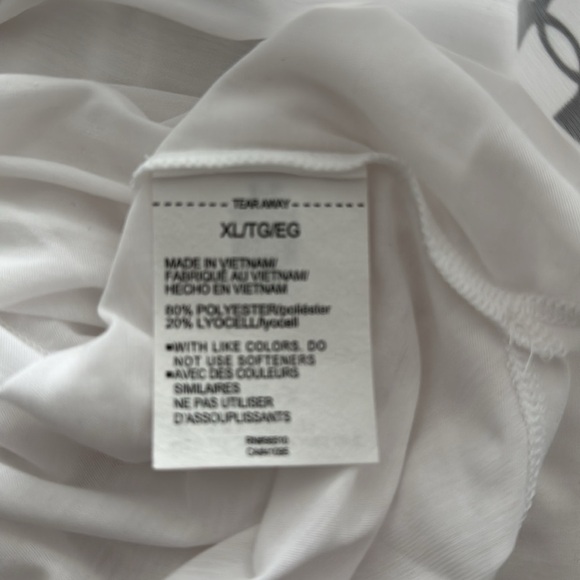 TEAR AWAY
XL/TG/EG
MADE IN VIETNAM/
FABRIQUÉ AU VIETNAM/
HECHO EN VIETNAM
80% POLYESTER/poliéster
20% LYOCELL/lyocell
■WITH LIKE COLORS. DO
NOT USE SOFTENERS
■AVEC DES COULEURS
SIMILAIRES
NE PAS UTILISER
D'ASSOUPLISSANTS